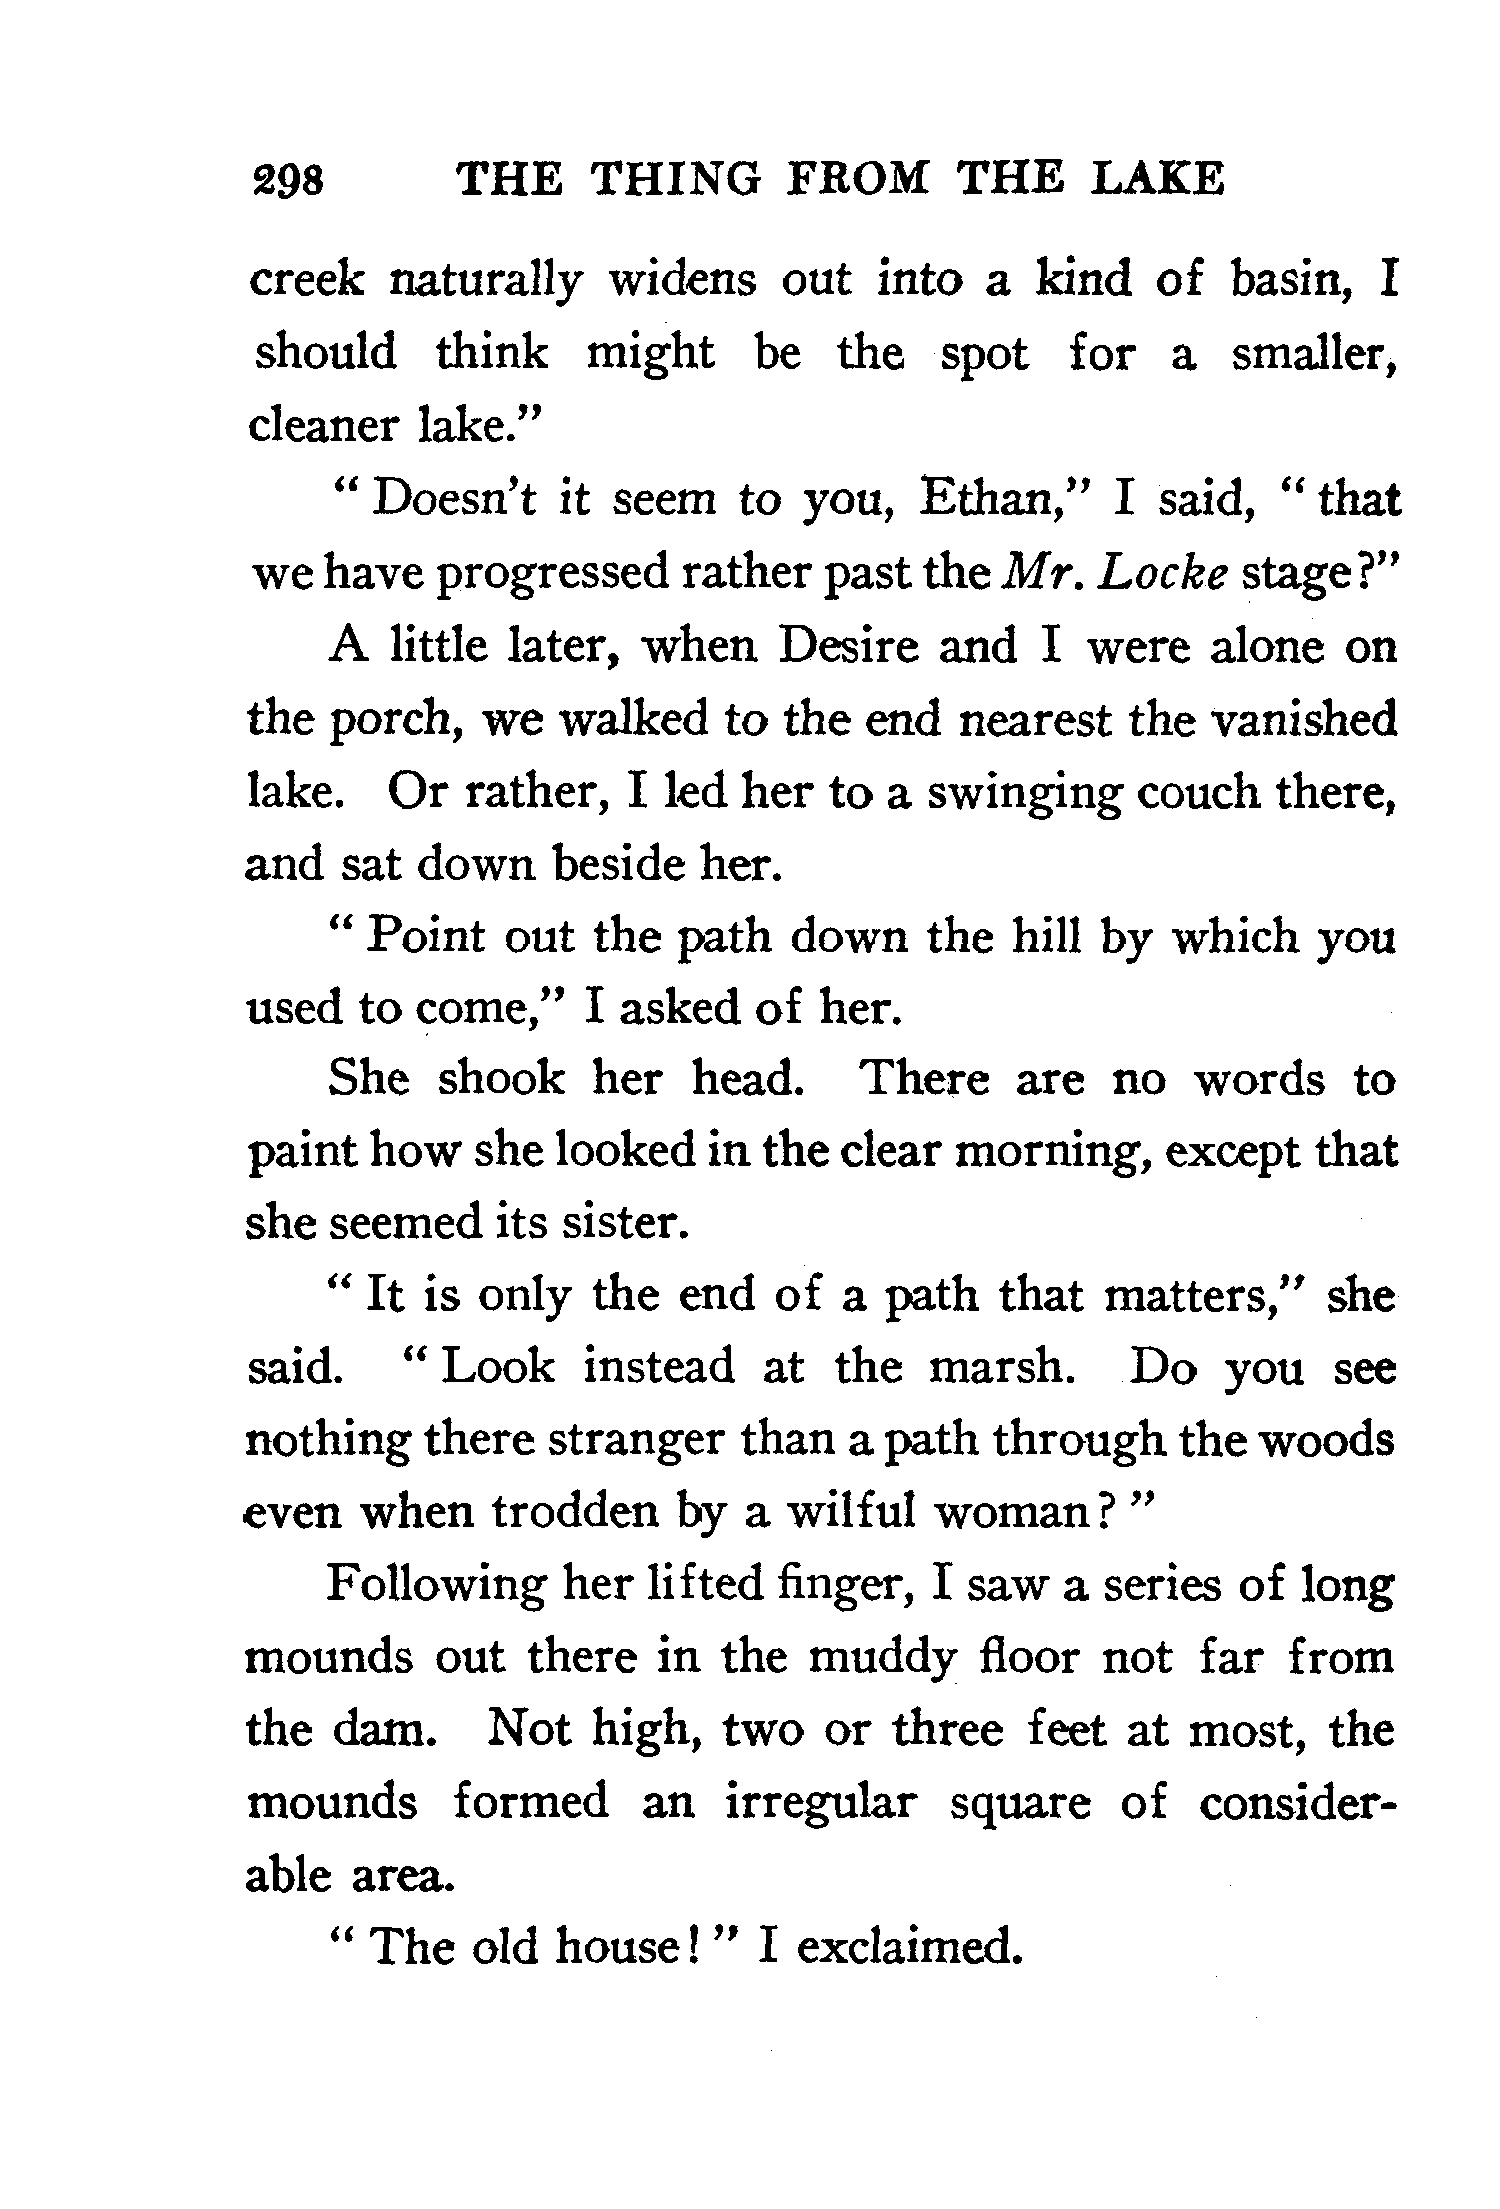 298 THE THING FROM THE LAKE
creek naturally widens out into a kind of basin, I
should think might be the spot for a smaller,
cleaner lake.”
“ Doesn’t it seem to you, Ethan,” I said, “ that
we have progressed rather past the Mr. Locke stage?”
A little later, when Desire and I were alone on
the porch, we walked to the end nearest the vanished
lake. Or rather, I led her to a swinging couch there,
and sat down beside her.
“ Point out the path down the hill by which you
used to come,” I asked of her.
She shook her head. There are no words to
paint how she looked in the clear morning, except that
she seemed its sister.
“ It is only the end of a path that matters,” she
said. “ Look instead at the marsh. Do you see
nothing there stranger than a path through the woods
even when trodden by a wilful woman? ”
Following her lifted finger, I saw a series of long
mounds out there in the muddy floor not far from
the dam. Not high, two or three feet at most, the
mounds formed an irregular square of consider-
able area.
“ The old house! ” I exclaimed.